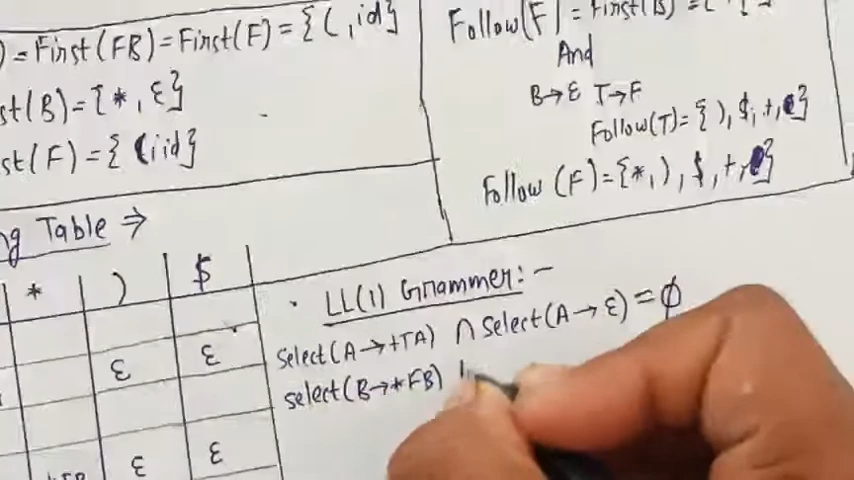 ) = First(FB) = First(F) = { (, id}
st(B) = {*, ε}
st(F) = { (, id}
Follow(F) = First(B) =
And
B→ε T→F
Follow(T) = { ), $, +, }
Follow (F) = {*, ), $, +, }
ng Table ⇒
* ) $
ε ε
ε ε
LL(1) Grammer:-
select(A→+TA) ∩ select(A→ε) = ϕ
select(B→*FB)